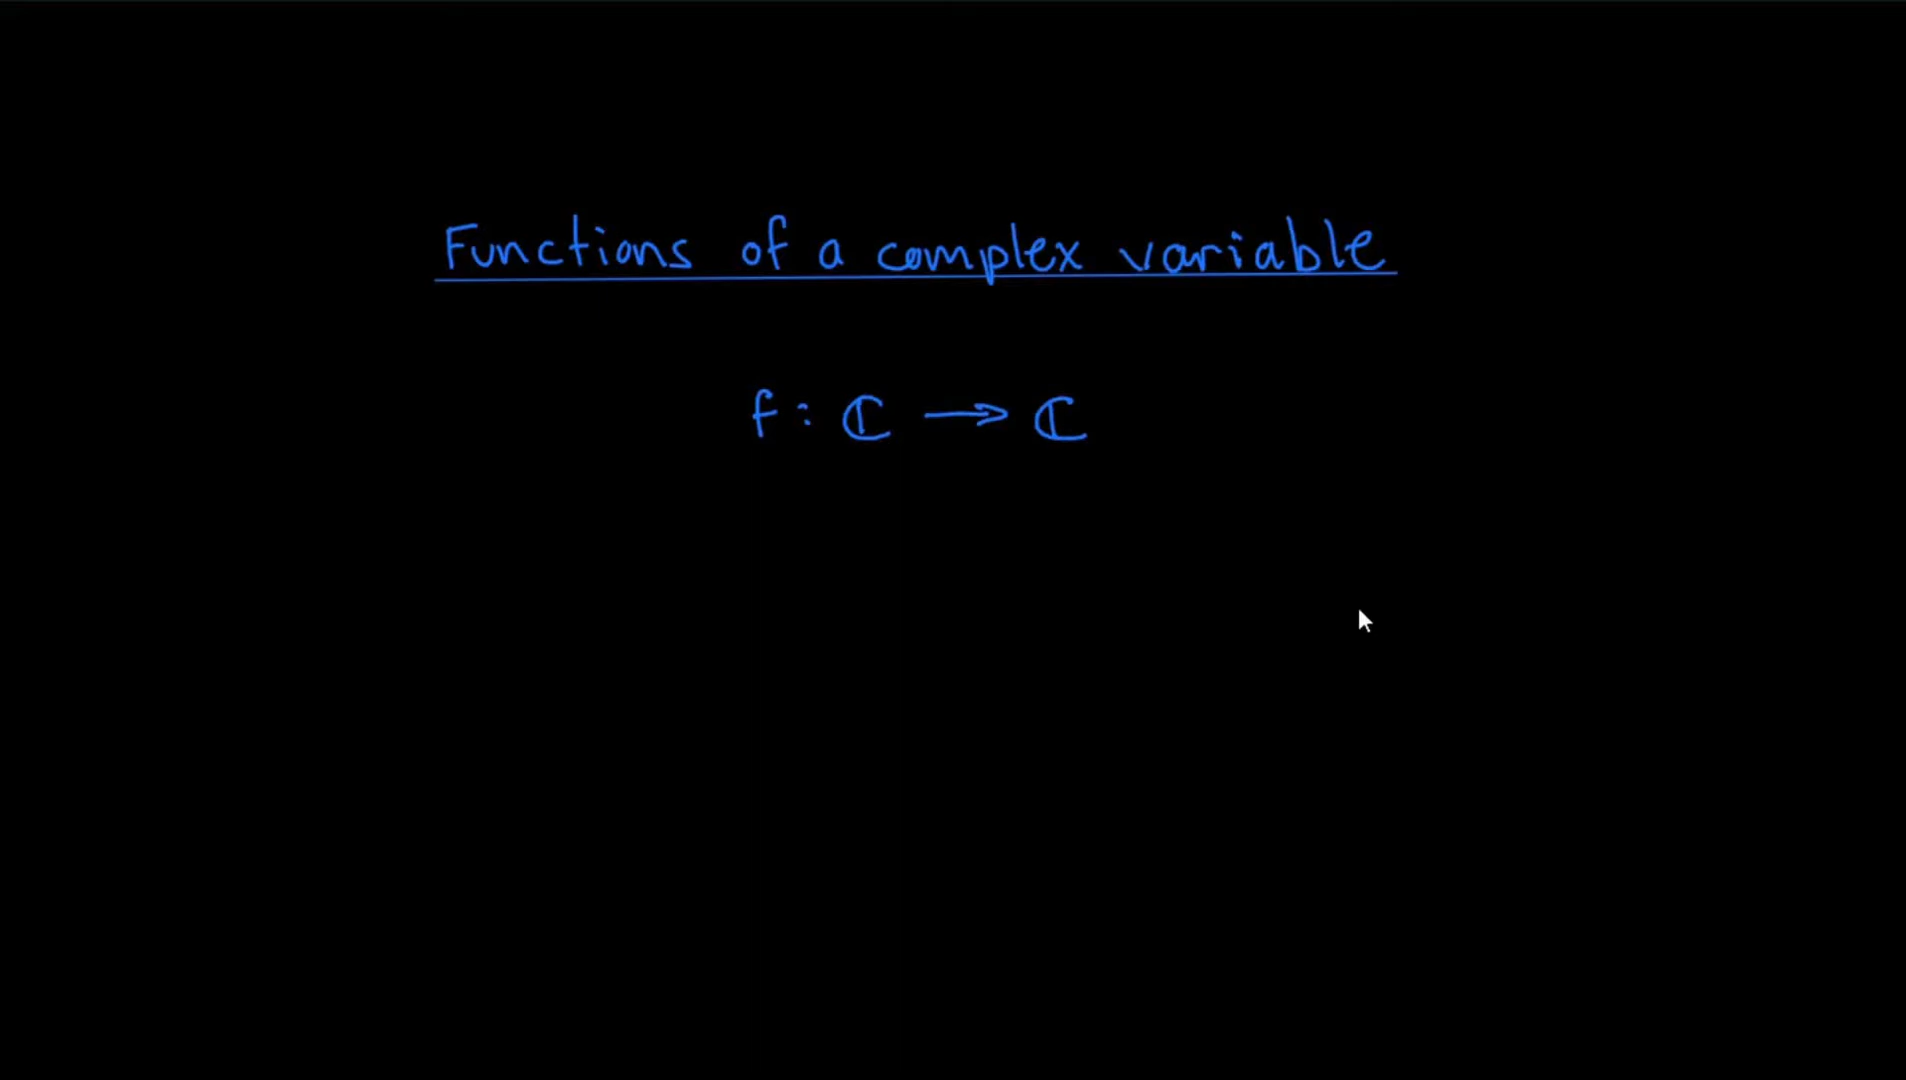 Functions of a complex variable
f : ℂ → ℂ